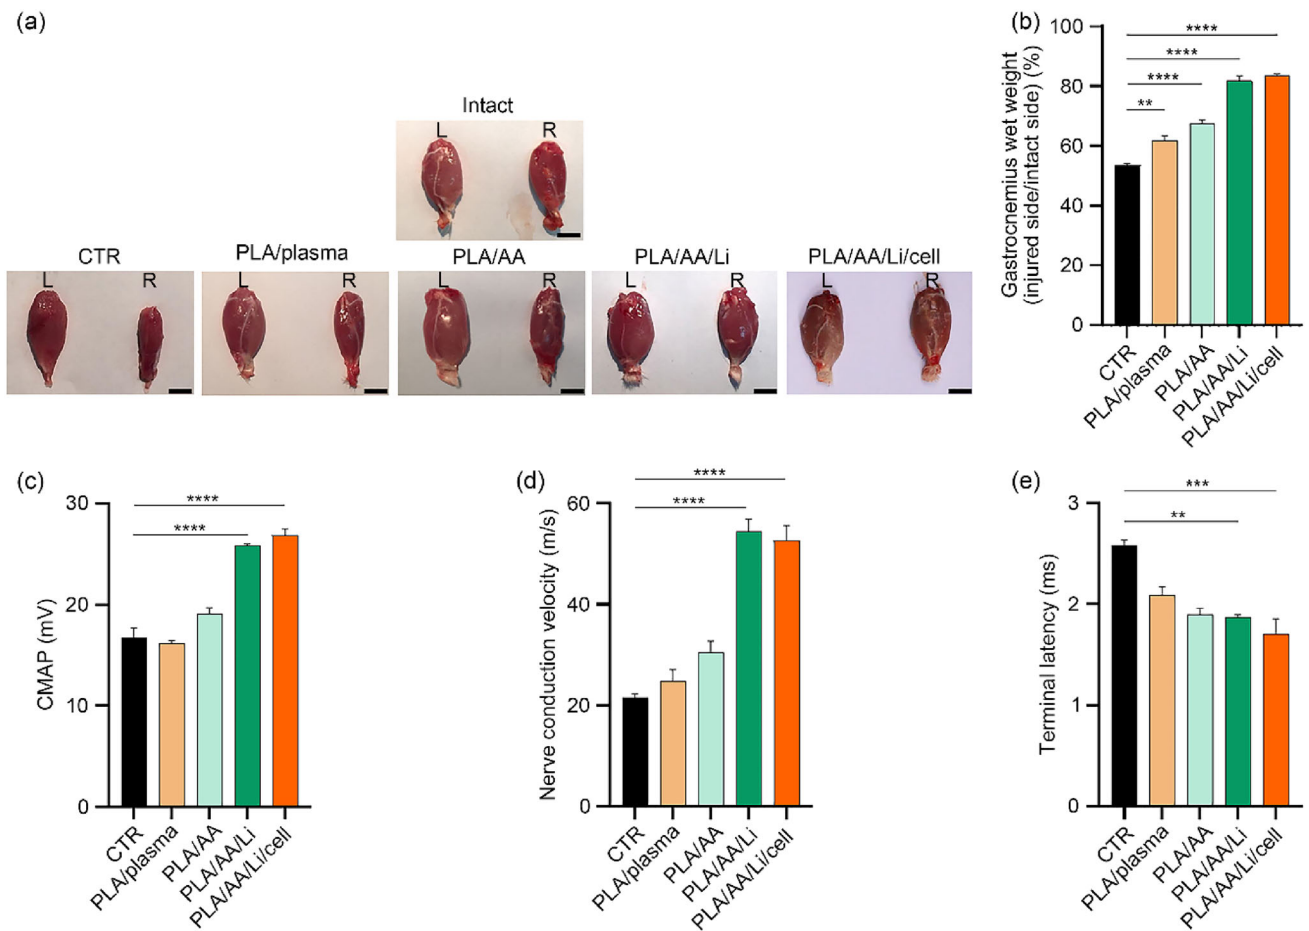 (a)
Intact
L R
CTR
L R
PLA/plasma
L R
PLA/AA
L R
PLA/AA/Li
L R
PLA/AA/Li/cell
L R
(b)
Gastrocnemius wet weight
(injured side/intact side) (%)
100
80
60
40
20
0
****
****
****
**
CTR
PLA/plasma
PLA/AA
PLA/AA/Li
PLA/AA/Li/cell
(c)
CMAP (mV)
30
20
10
0
****
****
CTR
PLA/plasma
PLA/AA
PLA/AA/Li
PLA/AA/Li/cell
(d)
Nerve conduction velocity (m/s)
60
40
20
0
****
****
CTR
PLA/plasma
PLA/AA
PLA/AA/Li
PLA/AA/Li/cell
(e)
Terminal latency (ms)
3
2
1
0
***
**
CTR
PLA/plasma
PLA/AA
PLA/AA/Li
PLA/AA/Li/cell